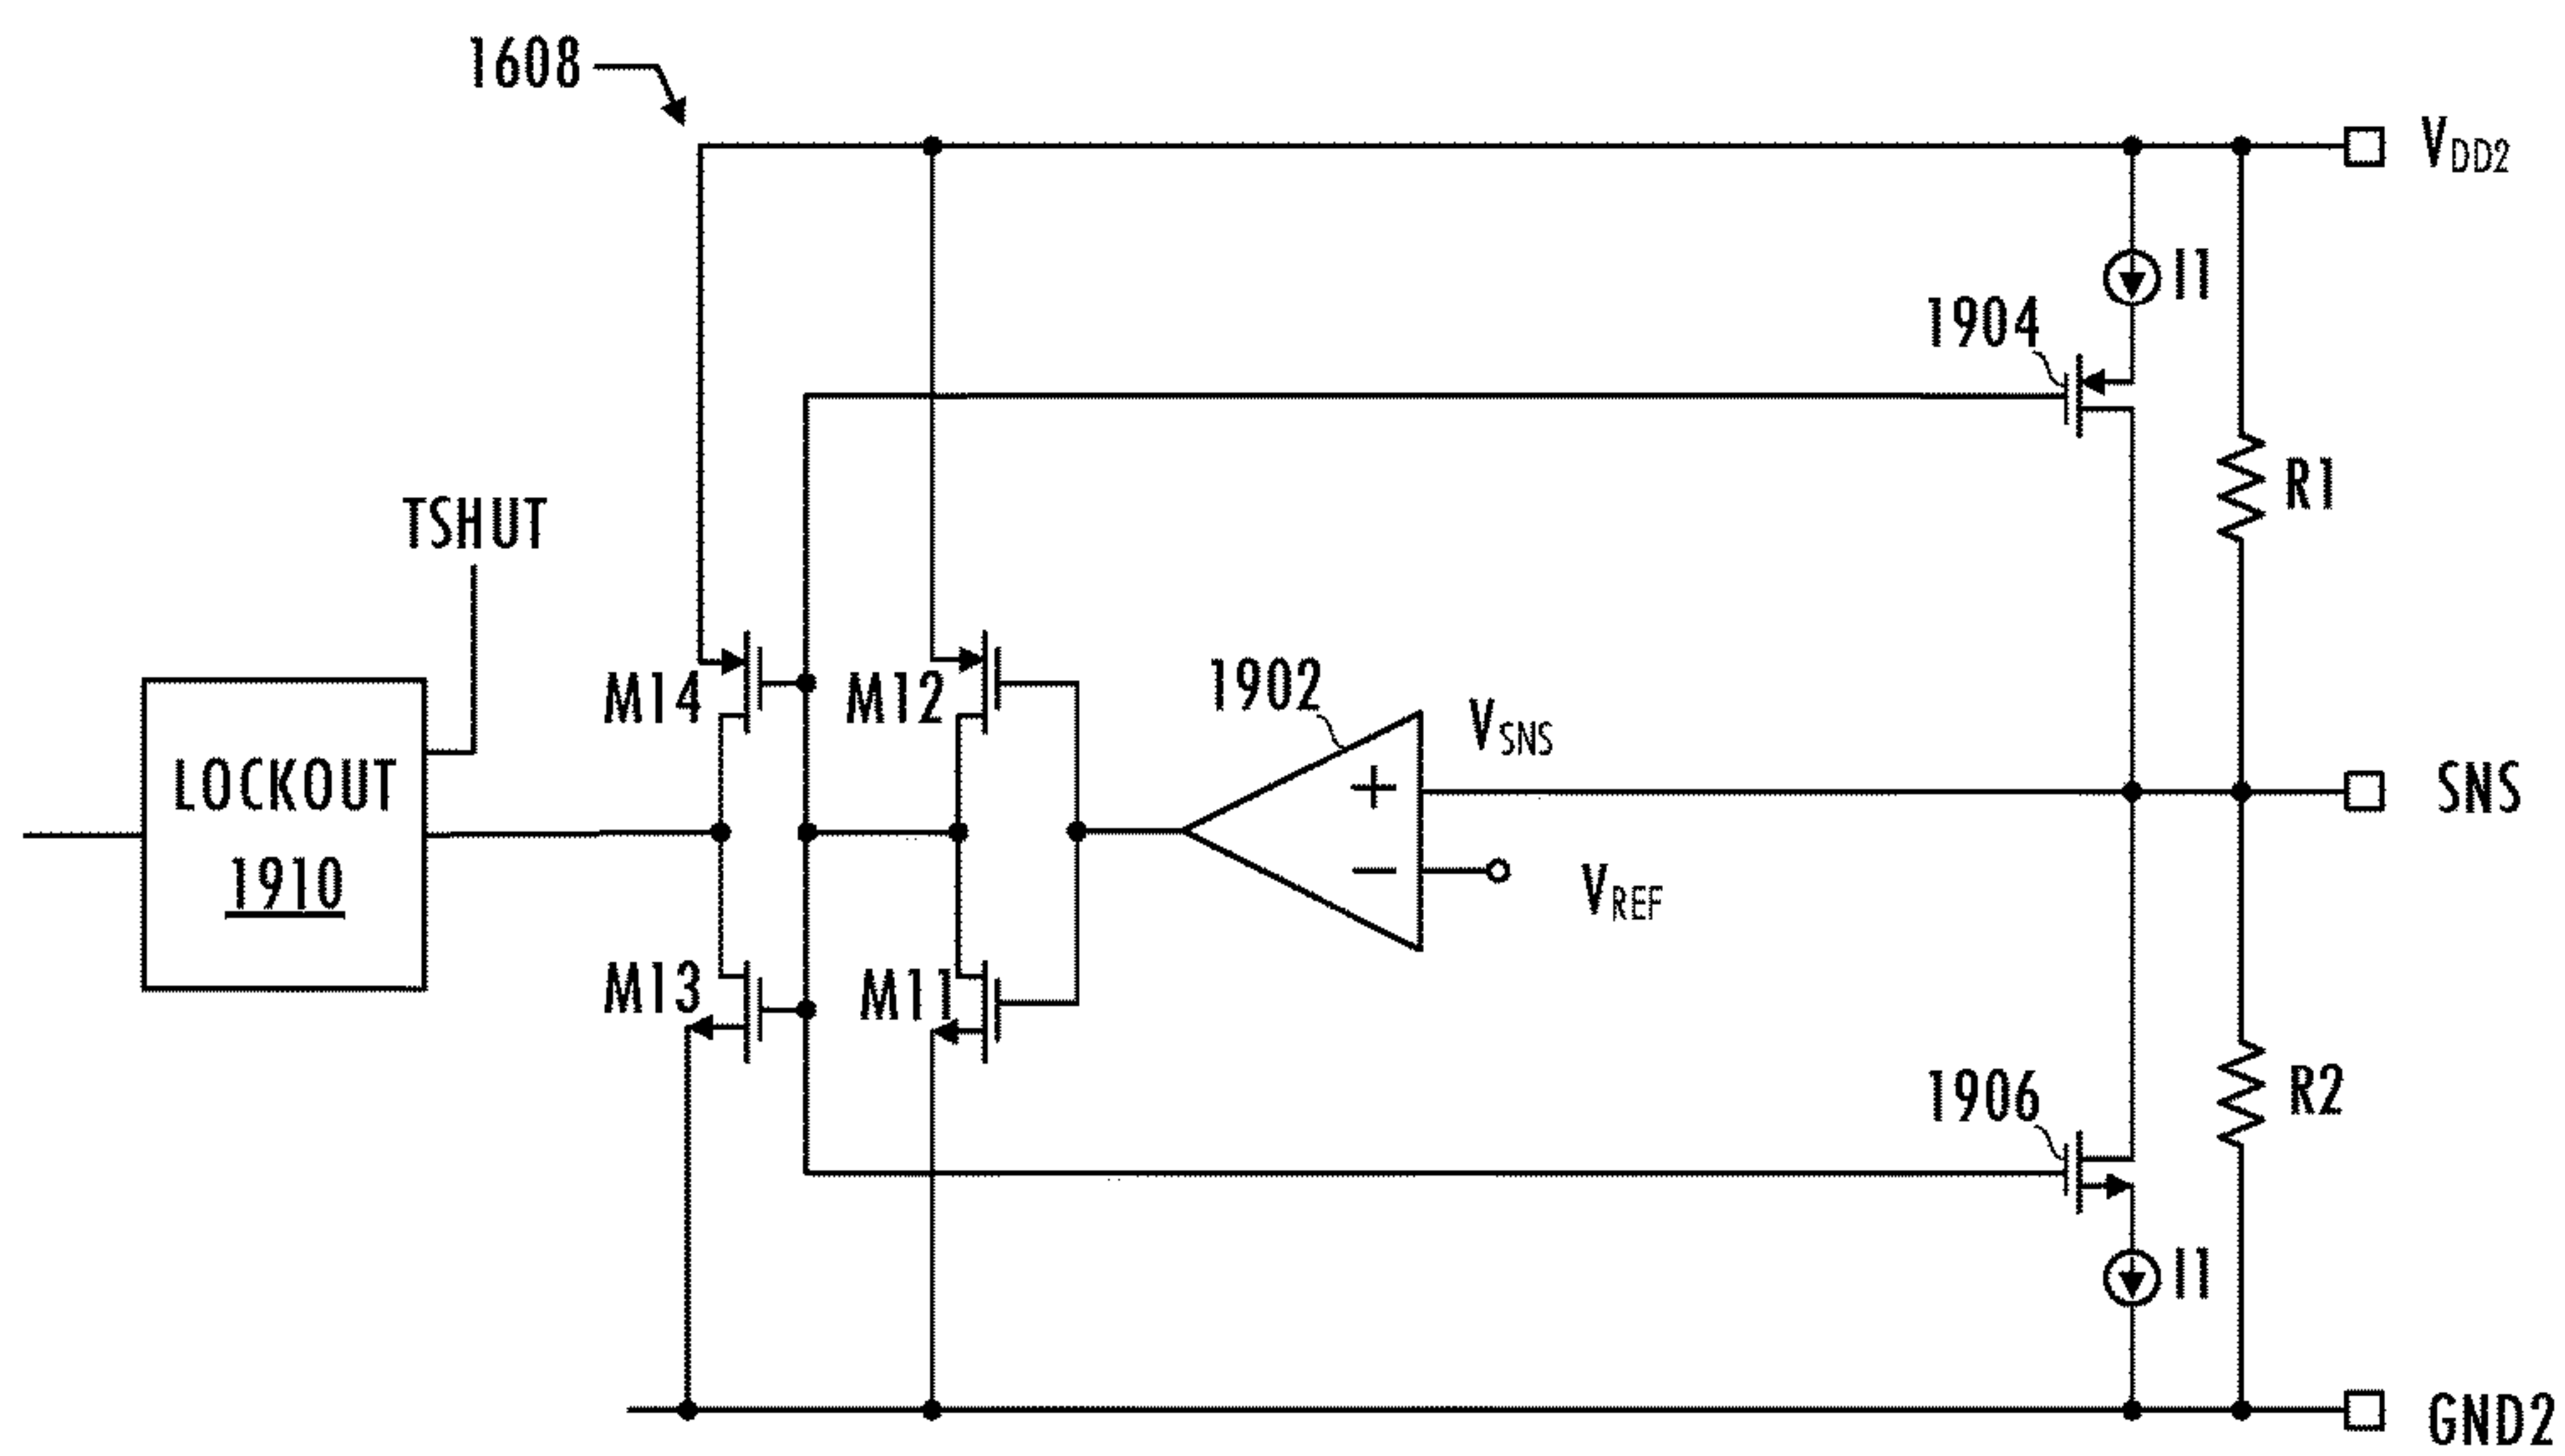 1608
VDD2
I1
1904
R1
TSHUT
M14
M12
1902
VSNS
+
SNS
LOCKOUT
1910
−
VREF
M13
M11
1906
R2
I1
GND2